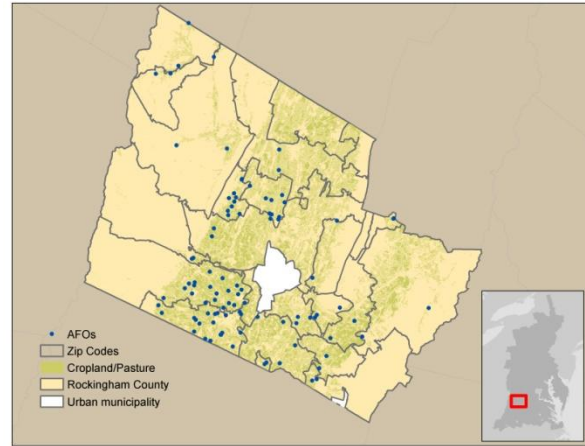 AFOs
Zip Codes
Cropland/Pasture
Rockingham County
Urban municipality